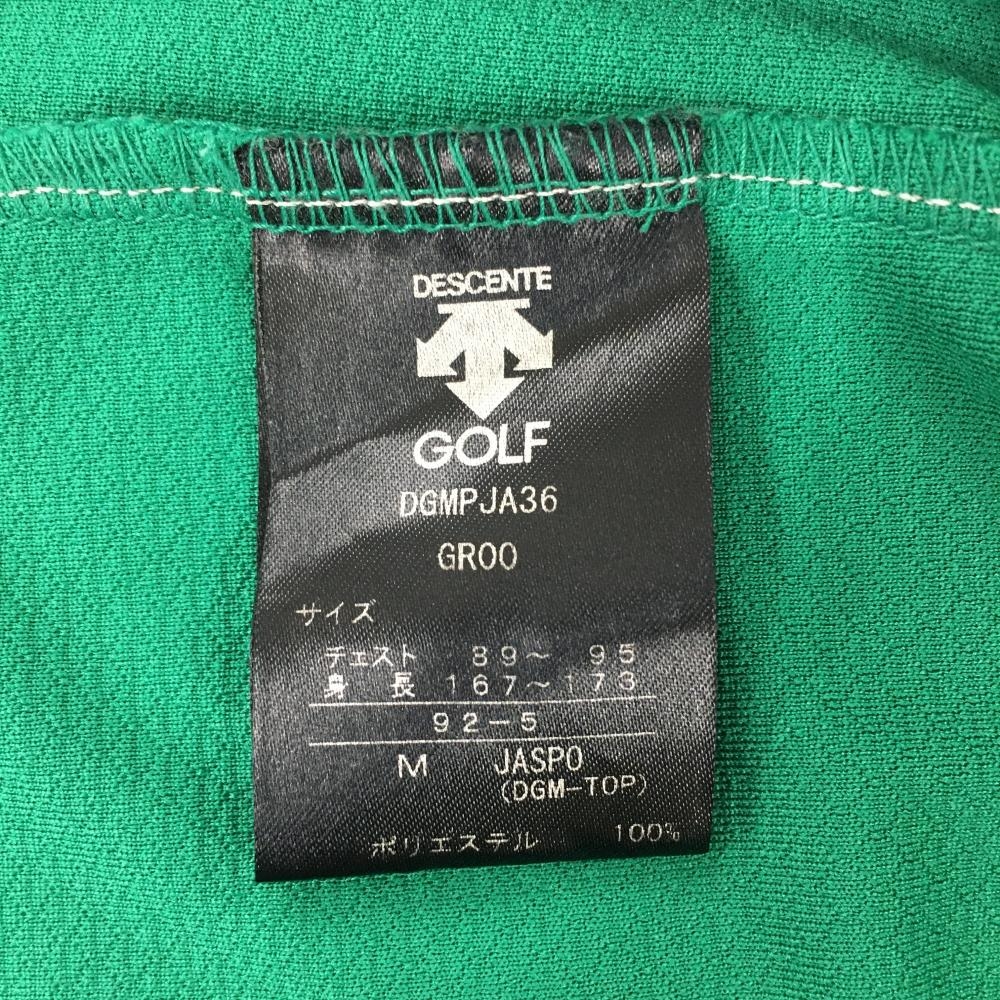 DESCENTE
GOLF
DGMPJA36
GR00
サイズ
チェスト 89～ 95
身 長 167～173
92－5
M JASPO
(DGM-TOP)
ポリエステル 100%